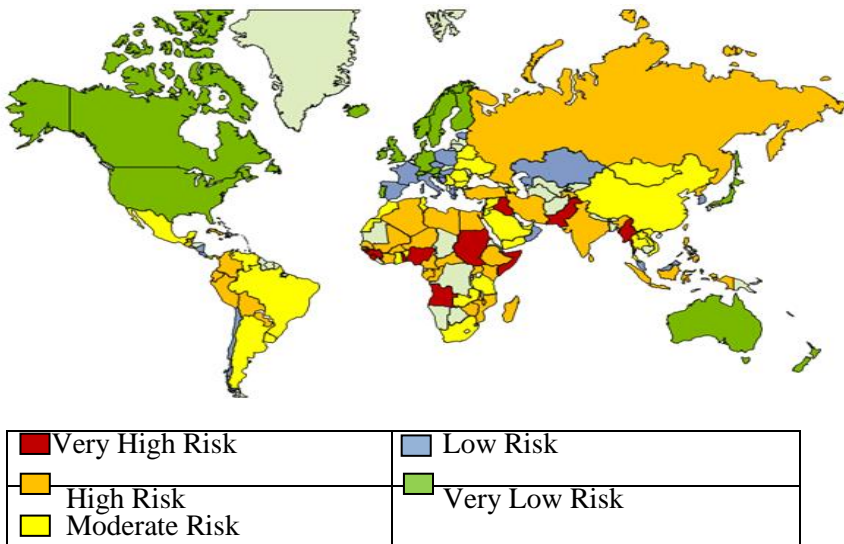 Very High Risk
Low Risk
High Risk
Very Low Risk
Moderate Risk